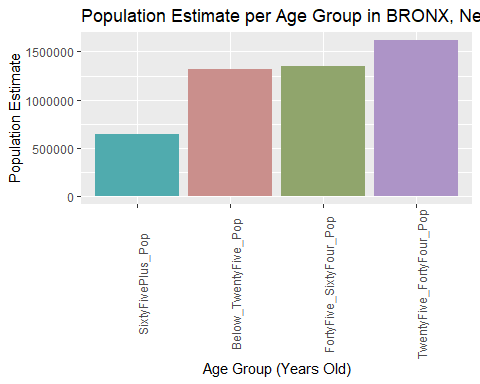 Population Estimate per Age Group in BRONX, Ne
Population Estimate
1500000
1000000
500000
0
SixtyFivePlus_Pop
Below_TwentyFive_Pop
FortyFive_SixtyFour_Pop
TwentyFive_FortyFour_Pop
Age Group (Years Old)